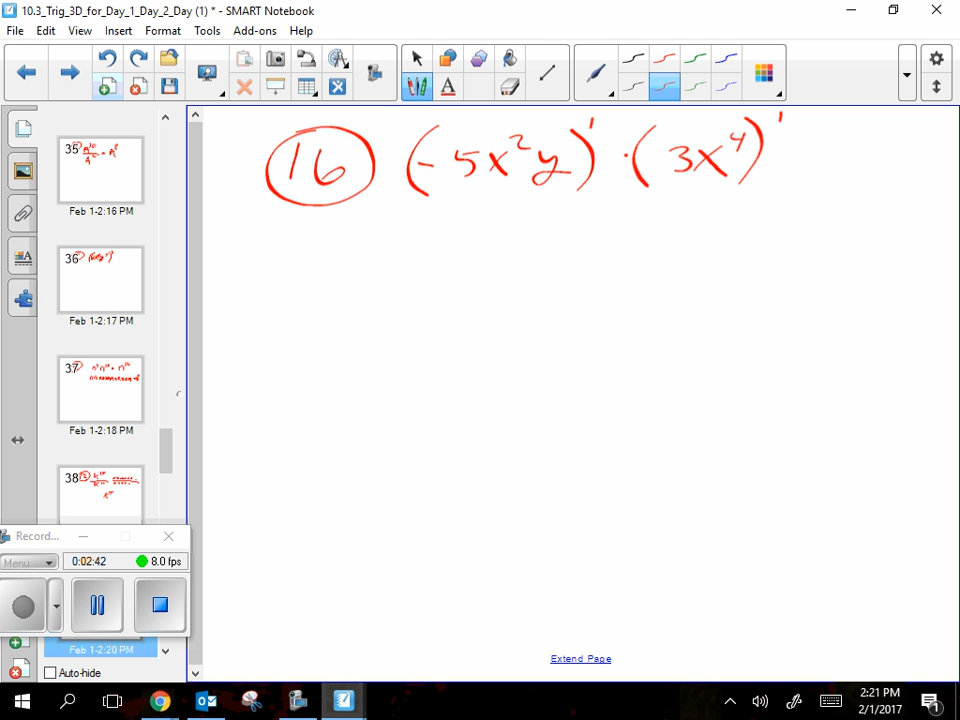 10.3_Trig_3D_for_Day_1_Day_2_Day (1) * - SMART Notebook
File Edit View Insert Format Tools Add-ons Help
16 (-5x²y)¹ · (3x⁴)¹
35
Feb 1-2:16 PM
36
Feb 1-2:17 PM
37
Feb 1-2:18 PM
38
Record...
Menu
0:02:42
8.0 fps
Feb 1-2:20 PM
Auto-hide
Extend Page
2:21 PM
2/1/2017
1